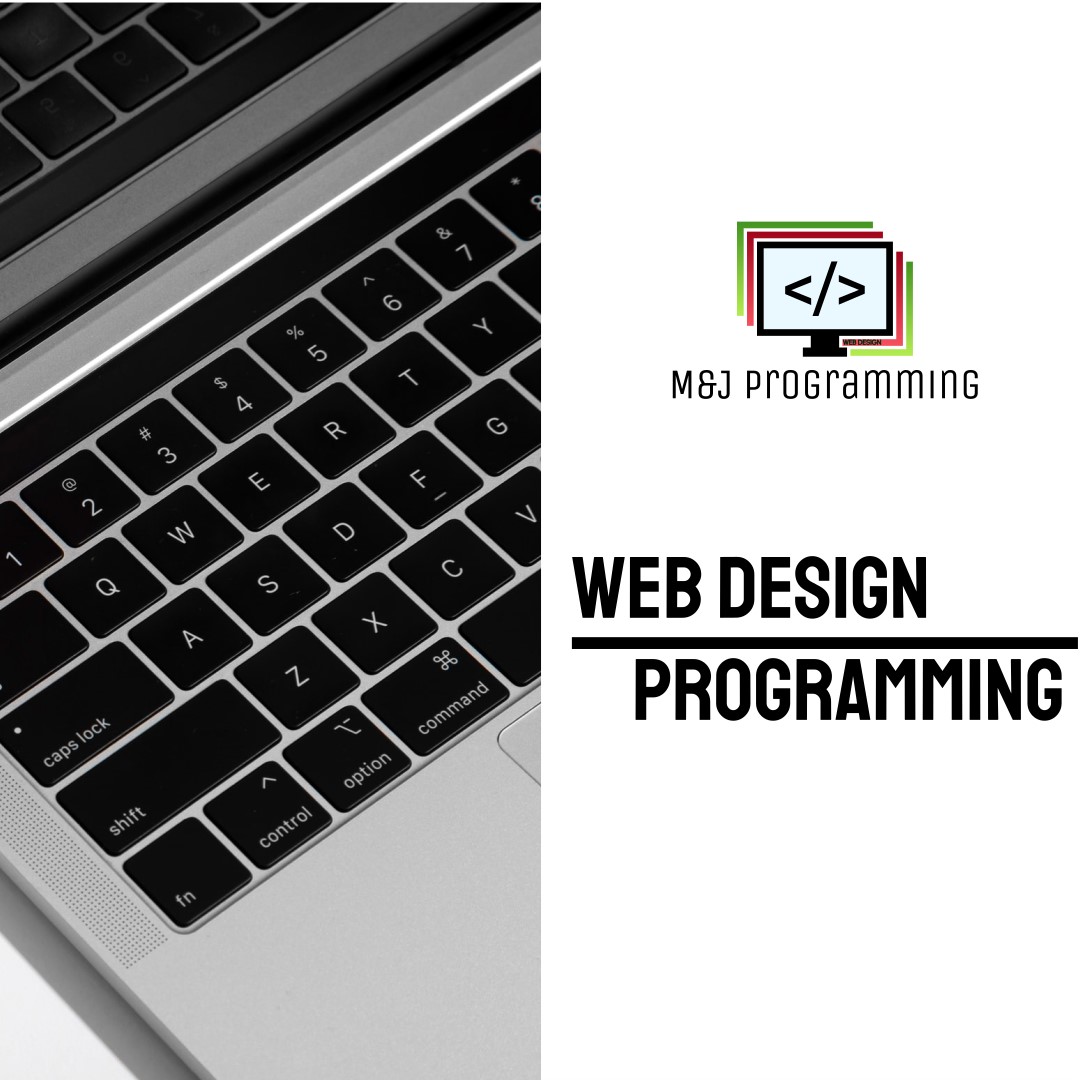 * 8
& 7
^ 6
% 5
$ 4
# 3
@ 2
1
Y
T
R
E
W
Q
G
F
D
S
A
V
C
X
Z
caps lock
shift
fn
control
option
⌘ command
</>
WEB DESIGN
M&J Programming
WEB DESIGN
PROGRAMMING